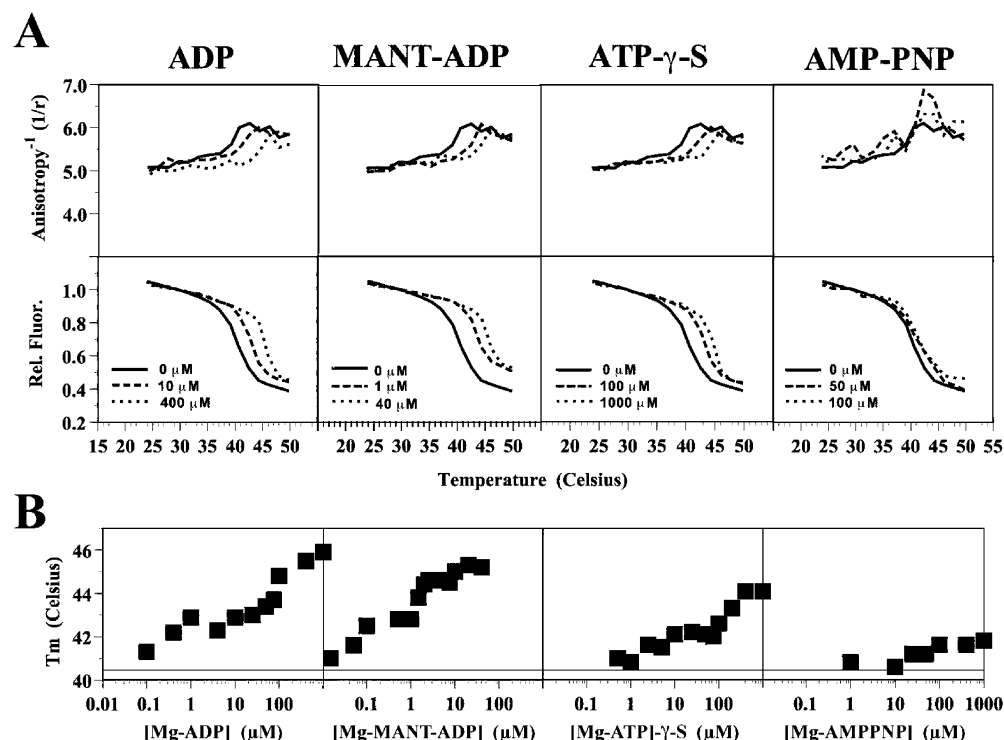 A
ADP MANT-ADP ATP-γ-S AMP-PNP
Anisotropy⁻¹ (1/r)
7.0
6.0
5.0
4.0
Rel. Fluor.
1.0
0.8
0.6
0.4
0.2
0 μM
10 μM
400 μM
0 μM
1 μM
40 μM
0 μM
100 μM
1000 μM
0 μM
50 μM
100 μM
15 20 25 30 35 40 45 50 20 25 30 35 40 45 50 20 25 30 35 40 45 50 20 25 30 35 40 45 50 55
Temperature (Celsius)
B
Tm (Celsius)
46
44
42
40
0.01 0.1 1 10 100 0.1 1 10 100 0.1 1 10 100 0.1 1 10 100 1000
[Mg-ADP] (μM) [Mg-MANT-ADP] (μM) [Mg-ATP]-γ-S (μM) [Mg-AMPPNP] (μM)